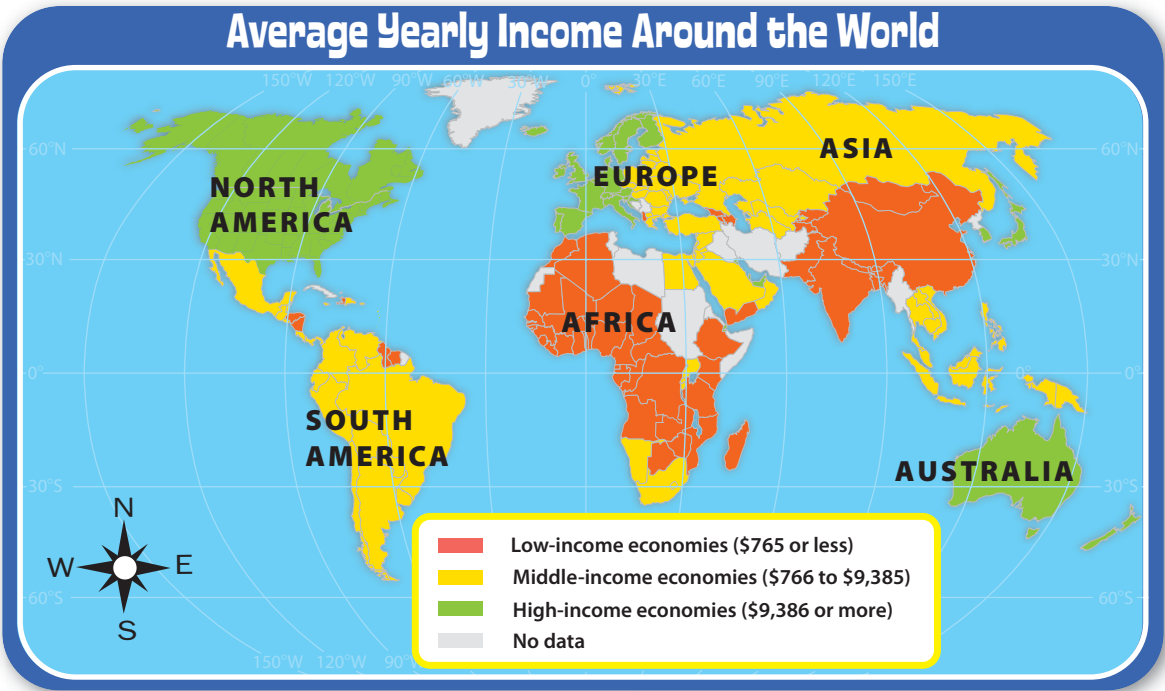 Average Yearly Income Around the World
150°W 120°W 90°W 60°W 30°W 0° 30°E 60°E 90°E 120°E 150°E
60°N 60°N
ASIA
EUROPE
NORTH
AMERICA
30°N 30°N
AFRICA
0° 0° 0°
SOUTH
AMERICA
AUSTRALIA
30°S 30°S
N
W E
S
60°S 60°S
Low-income economies ($765 or less)
Middle-income economies ($766 to $9,385)
High-income economies ($9,386 or more)
No data
150°W 120°W 90°